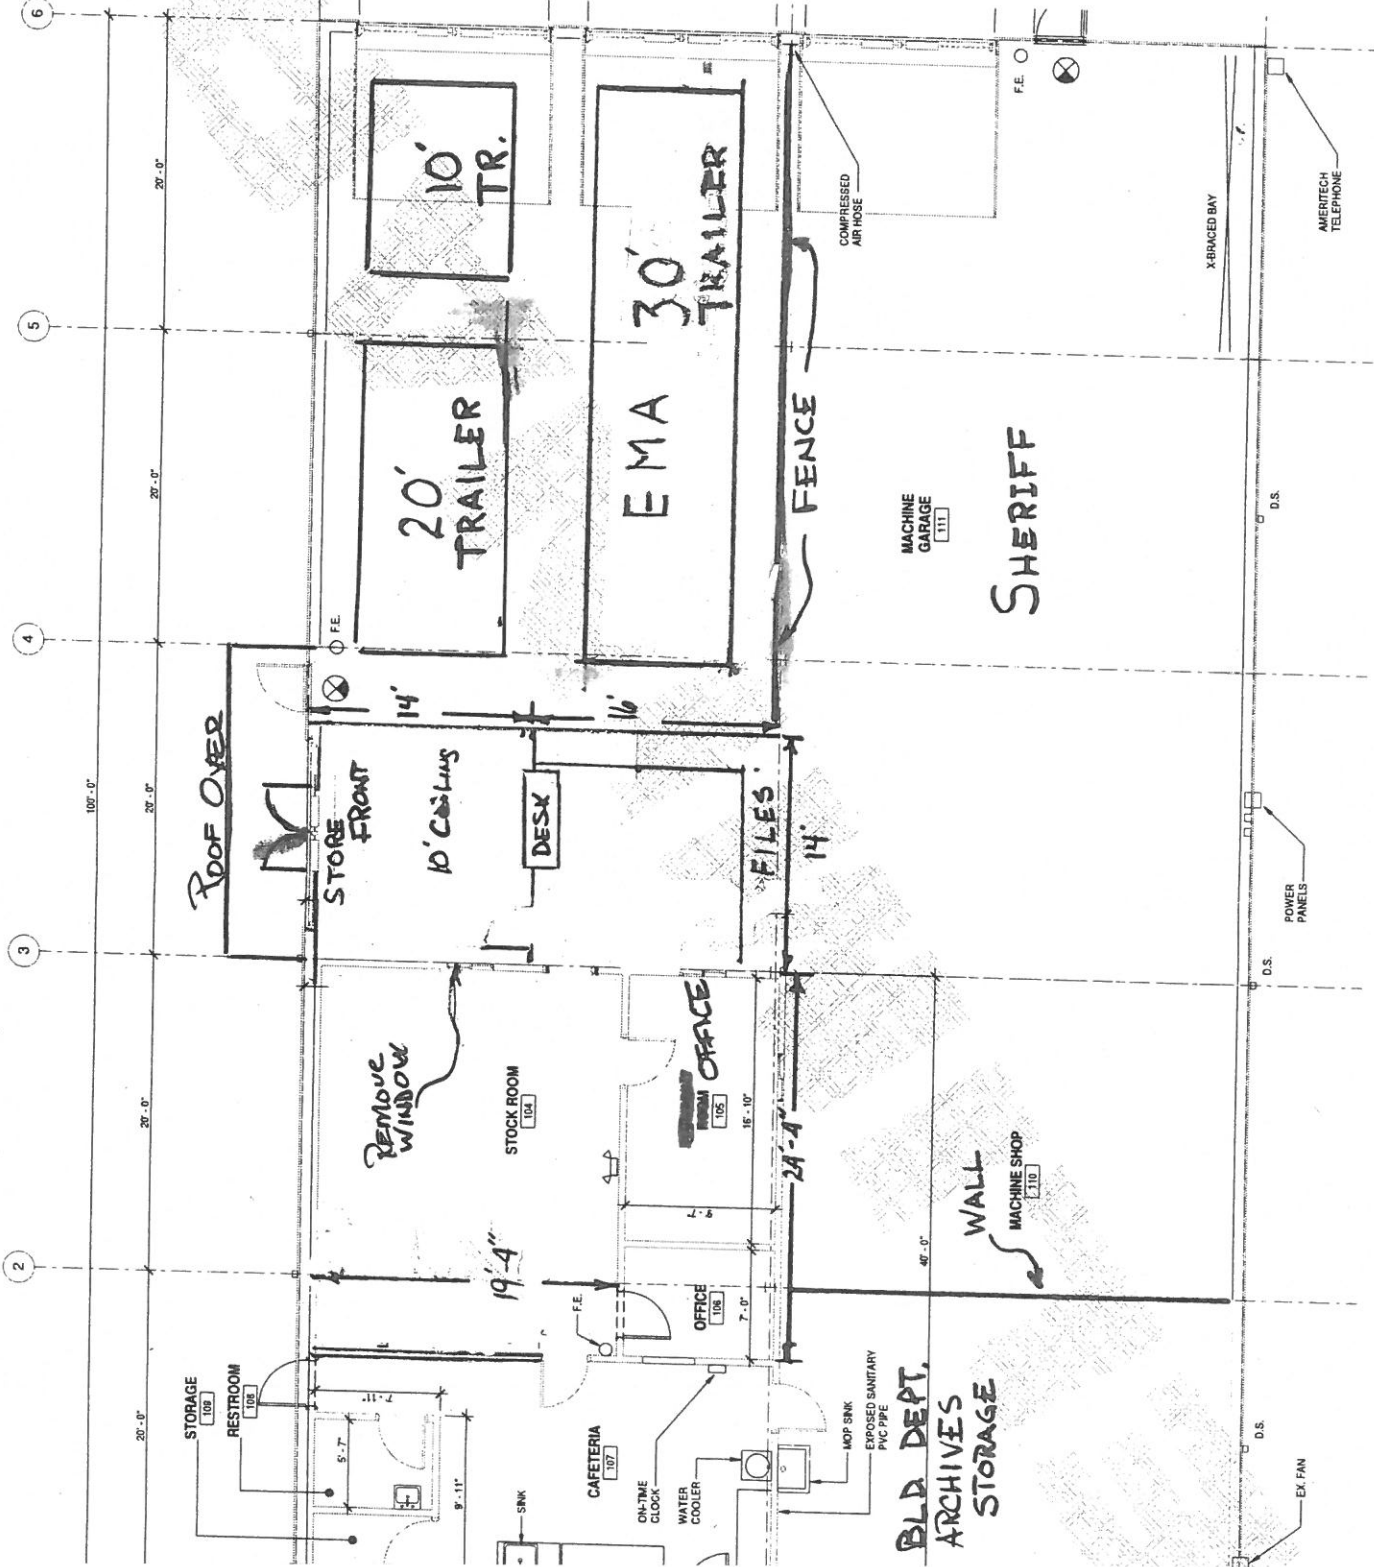 6
5
4
3
2
100'-0"
20'-0"
20'-0"
20'-0"
20'-0"
20'-0"
10'
TR.
20'
TRAILER
EMA 30'
TRAILER
FENCE
COMPRESSED
AIR HOSE
F.E.
X-BRACED BAY
AMERITECH
TELEPHONE
MACHINE
GARAGE
111
SHERIFF
D.S.
F.E.
14'
16'
ROOF OVER
STORE
FRONT
10' CEILING
DESK
FILES
14'
POWER
PANELS
D.S.
REMOVE
WINDOW
STOCK ROOM
104
OFFICE
ROOM
105
16'-10"
9'-7"
24'-4"
19'-4"
F.E.
OFFICE
106
7'-0"
40'-0"
WALL
MACHINE SHOP
110
STORAGE
109
RESTROOM
108
7'-11"
5'-7"
9'-11"
SINK
CAFETERIA
107
ON-TIME
CLOCK
WATER
COOLER
MOP SINK
EXPOSED SANITARY
PVC PIPE
BLD DEPT.
ARCHIVES
STORAGE
D.S.
EX. FAN